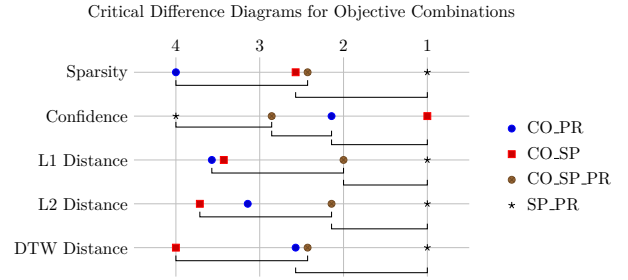 Critical Difference Diagrams for Objective Combinations
4 3 2 1
Sparsity
Confidence
L1 Distance
L2 Distance
DTW Distance
CO_PR
CO_SP
CO_SP_PR
SP_PR